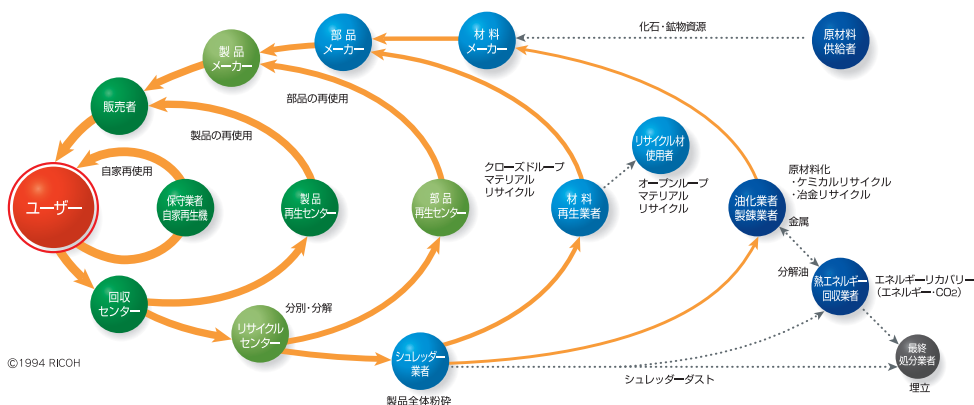 化石・鉱物資源
原材料
供給者
材 料
メーカー
部 品
メーカー
製 品
メーカー
部品の再使用
販売者
製品の再使用
自家再使用
ユーザー
保守業者
自家再生機
製 品
再生センター
部 品
再生センター
クローズドループ
マテリアル
リサイクル
材 料
再生業者
リサイクル材
使用者
オープンループ
マテリアル
リサイクル
原材料化
・ケミカルリサイクル
・冶金リサイクル
油化業者
製錬業者
金属
分解油
熱エネルギー
回収業者
エネルギーリカバリー
（エネルギー・CO2）
回収
センター
分別・分解
リサイクル
センター
シュレッダー
業者
製品全体粉砕
シュレッダーダスト
最終
処分業者
埋立
©1994 RICOH